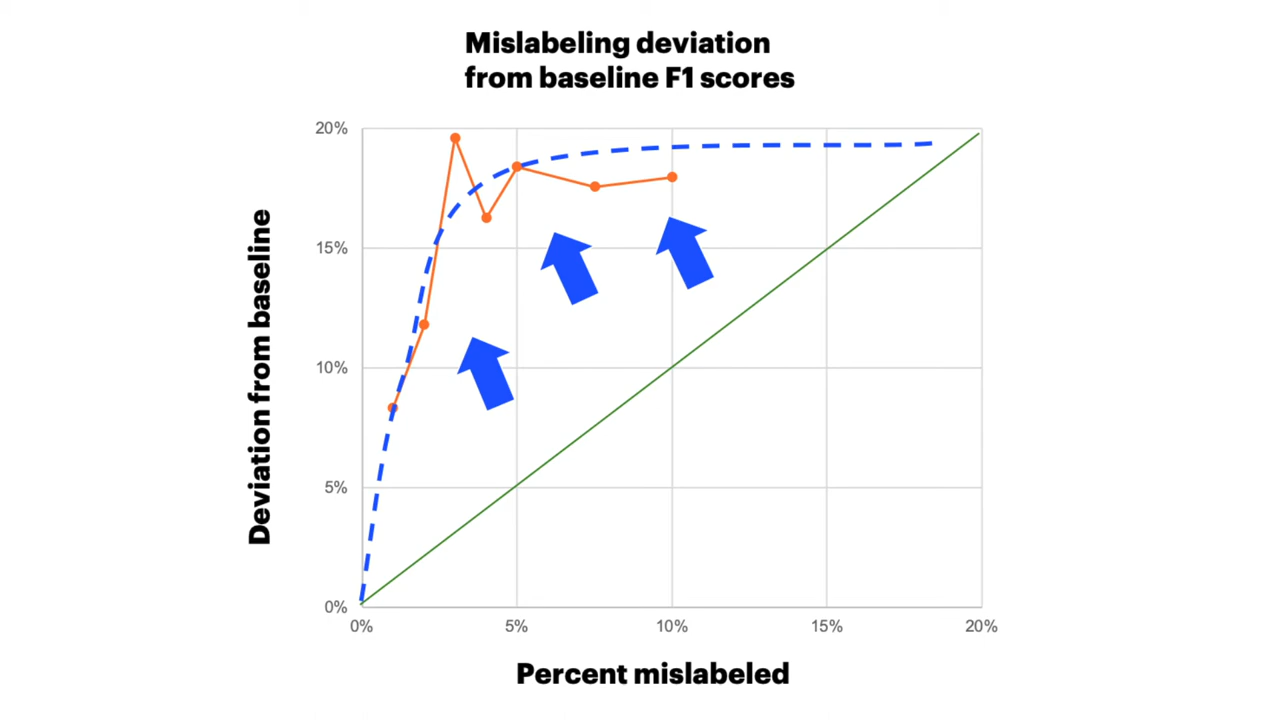 Mislabeling deviation
from baseline F1 scores
20%
15%
10%
5%
0%
Deviation from baseline
0% 5% 10% 15% 20%
Percent mislabeled